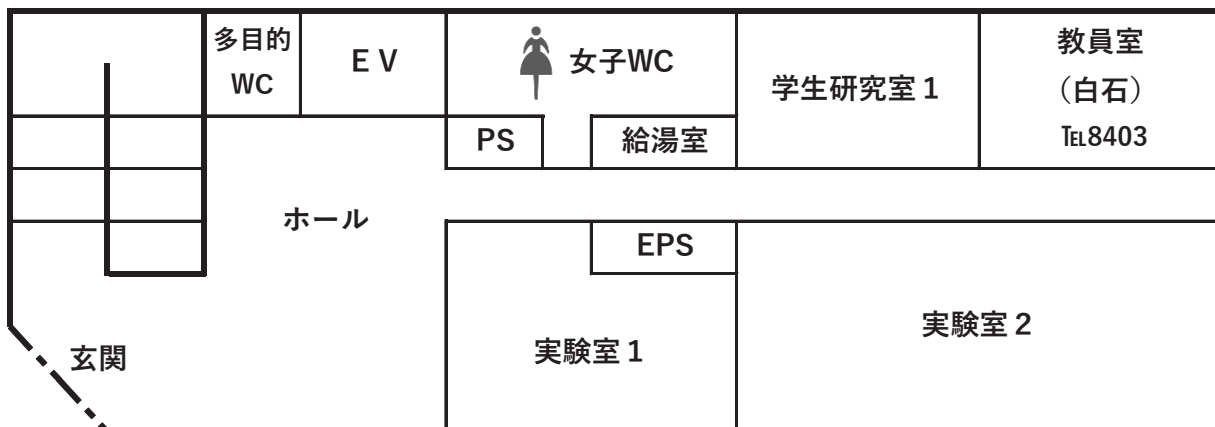 多目的
WC
EV
女子WC
学生研究室1
教員室
(白石)
℡8403
PS
給湯室
ホール
EPS
玄関
実験室1
実験室2